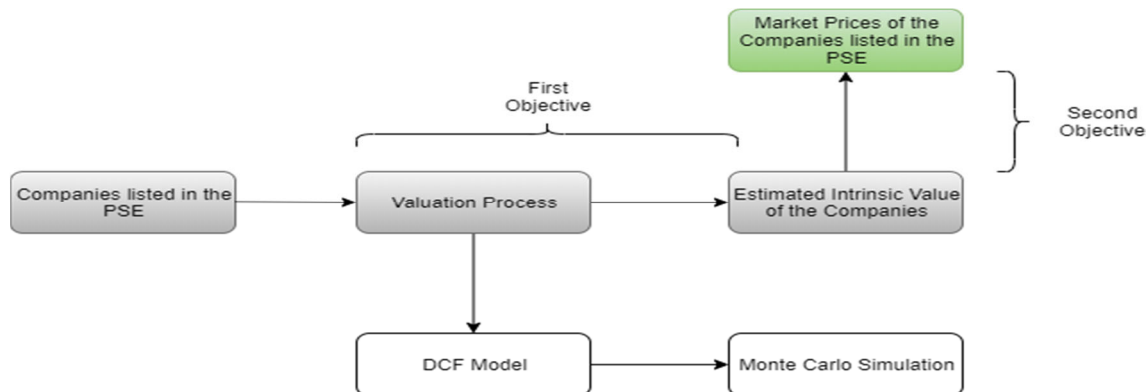 Market Prices of the
Companies listed in the
PSE
First
Objective
Second
Objective
Companies listed in the
PSE
Valuation Process
Estimated Intrinsic Value
of the Companies
DCF Model
Monte Carlo Simulation